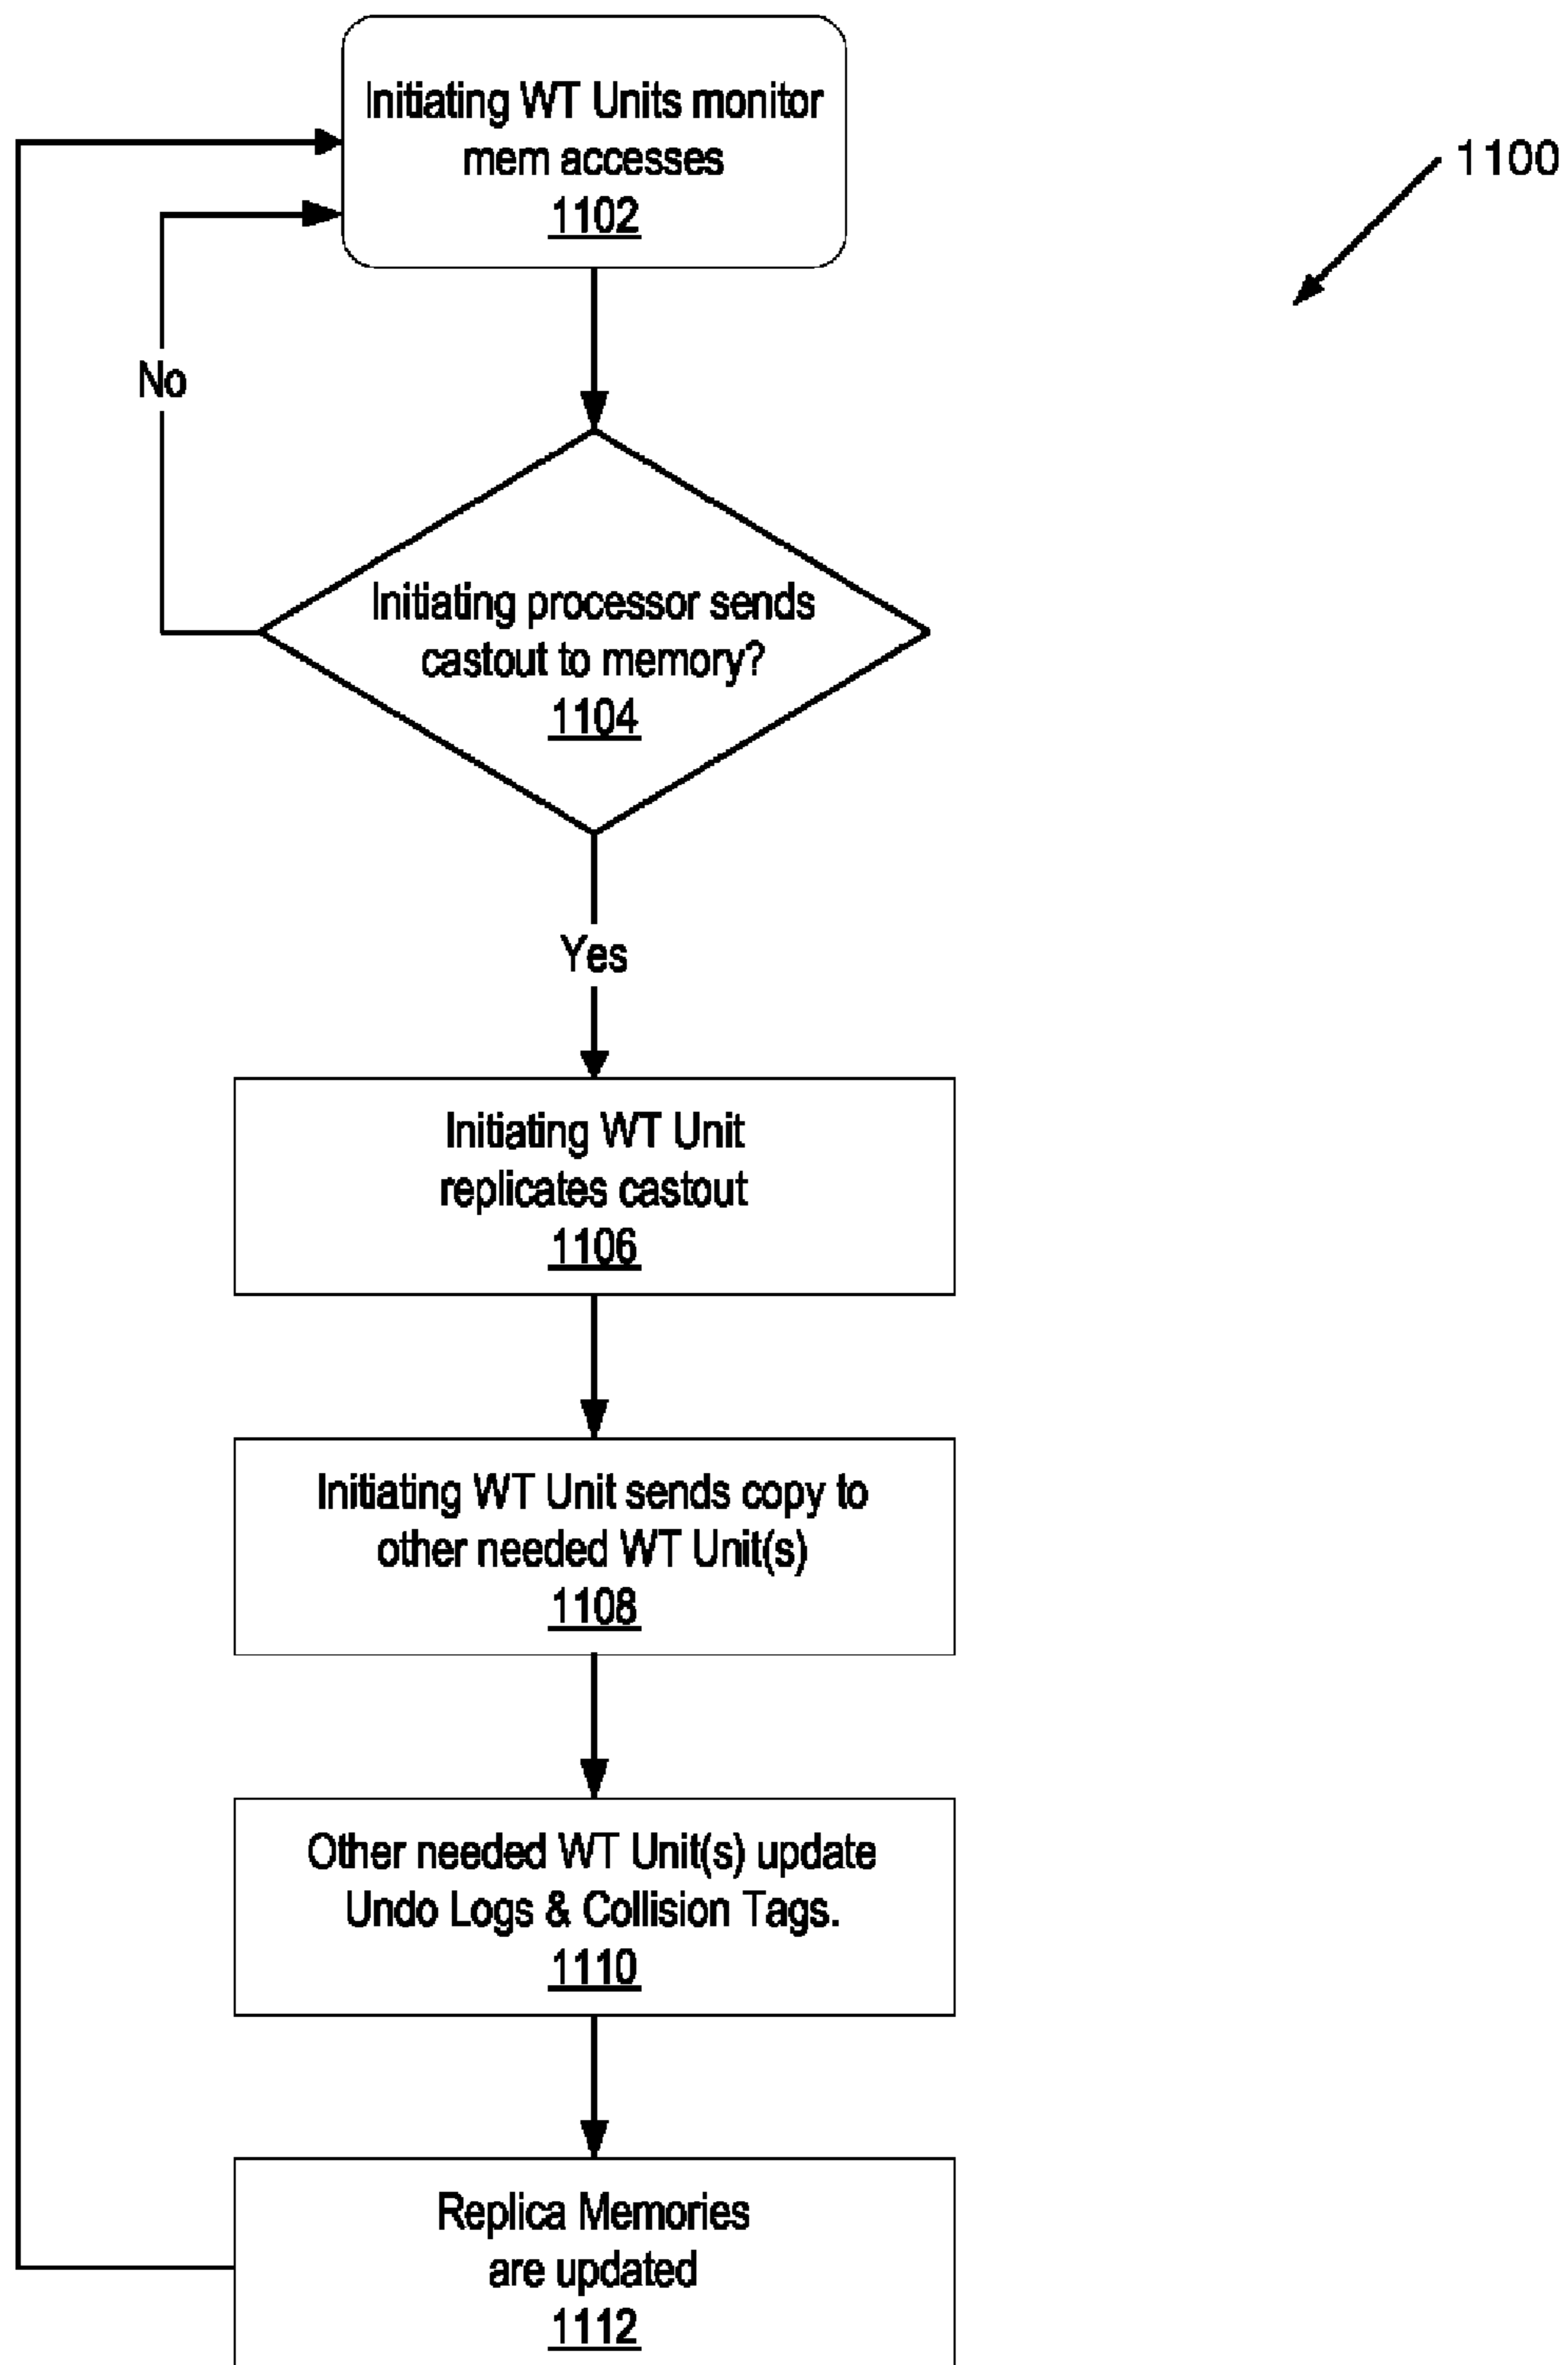 Initiating WT Units monitor
mem accesses
1102
1100
No
Initiating processor sends
castout to memory?
1104
Yes
Initiating WT Unit
replicates castout
1106
Initiating WT Unit sends copy to
other needed WT Unit(s)
1108
Other needed WT Unit(s) update
Undo Logs & Collision Tags.
1110
Replica Memories
are updated
1112